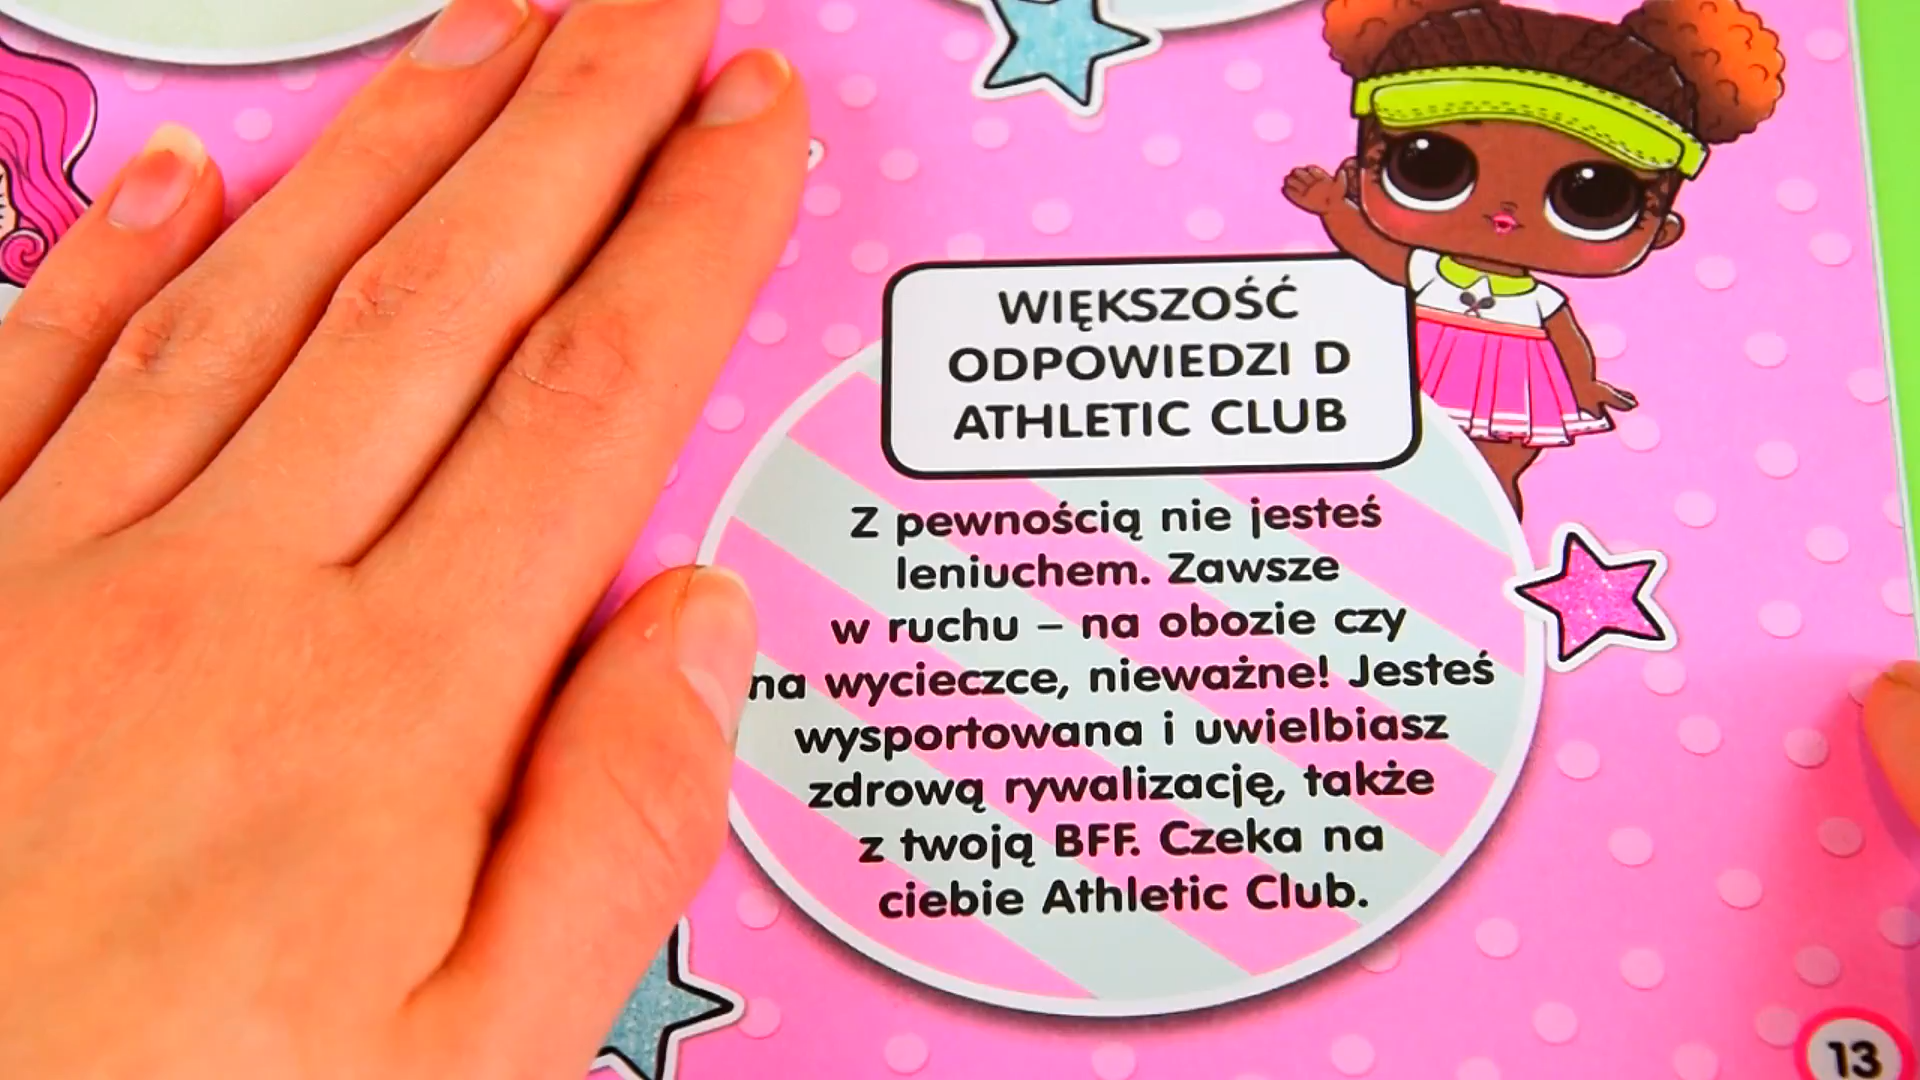 WIĘKSZOŚĆ
ODPOWIEDZI D
ATHLETIC CLUB
Z pewnością nie jesteś
leniuchem. Zawsze
w ruchu – na obozie czy
na wycieczce, nieważne! Jesteś
wysportowana i uwielbiasz
zdrową rywalizację, także
z twoją BFF. Czeka na
ciebie Athletic Club.
13